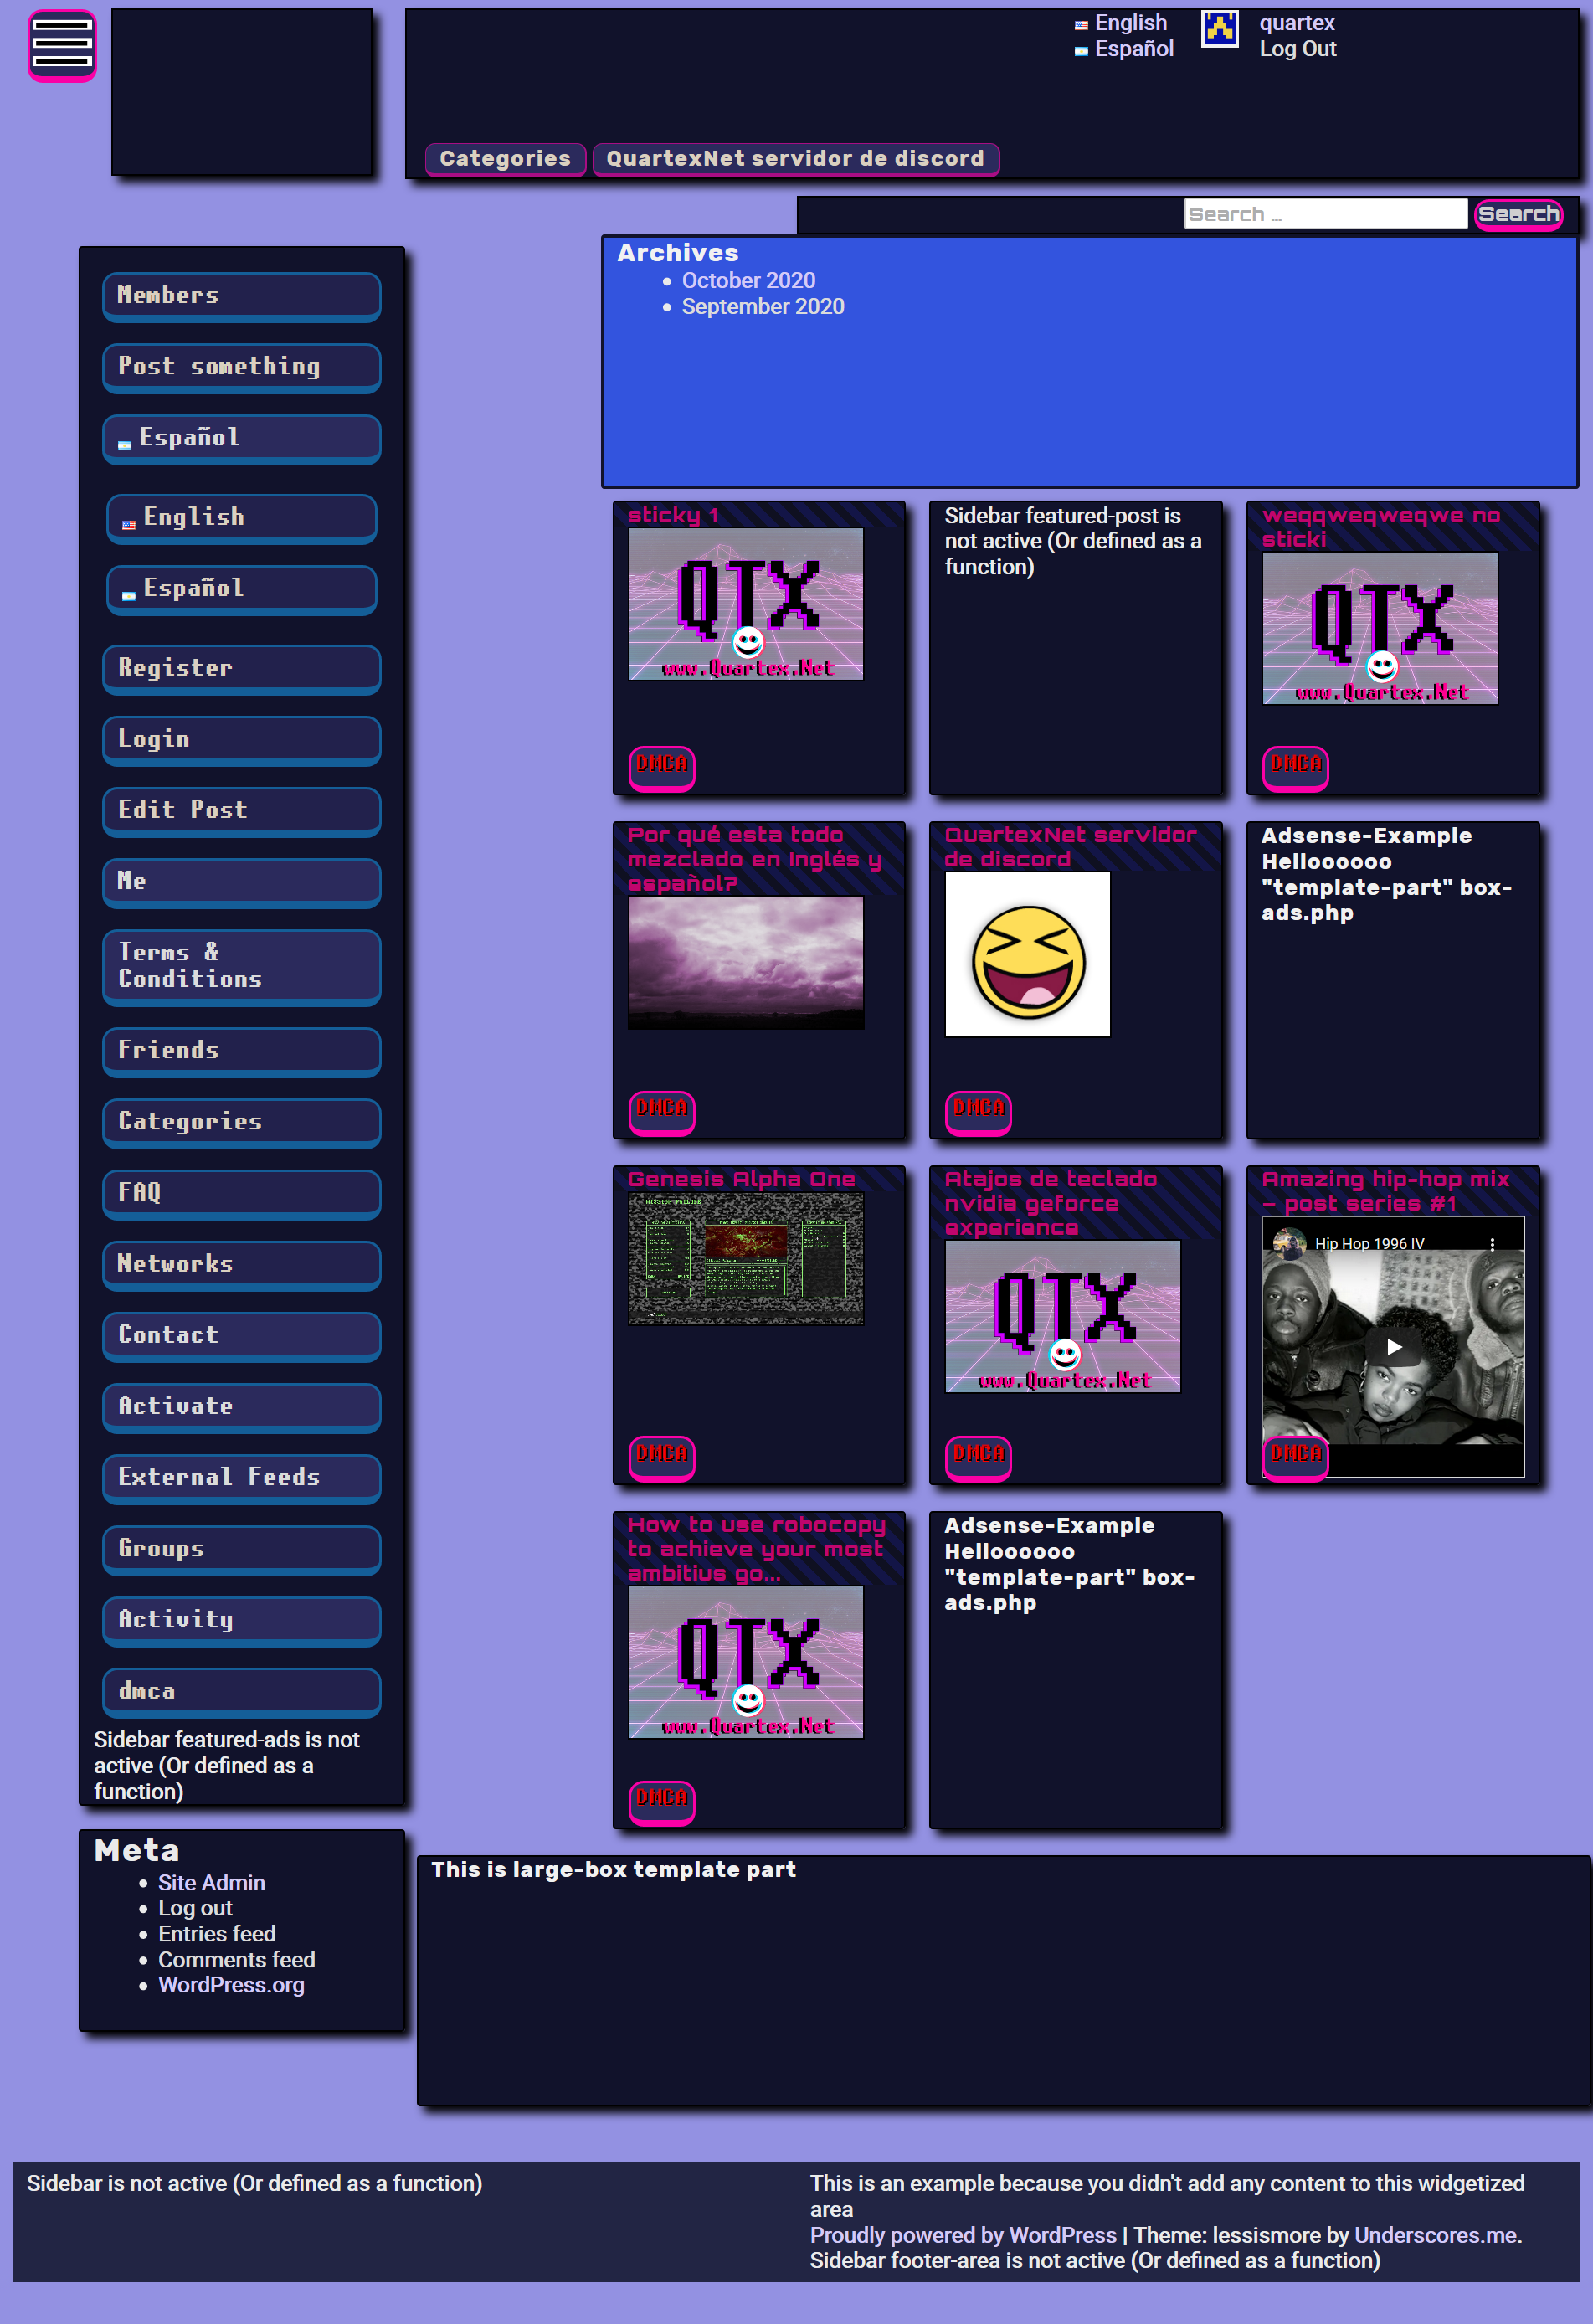 English
Español
quartex
Log Out
Categories
QuartexNet servidor de discord
Search ...
Search
Archives
October 2020
September 2020
Members
Post something
Español
English
Español
Register
Login
Edit Post
Me
Terms &
Conditions
Friends
Categories
FAQ
Networks
Contact
Activate
External Feeds
Groups
Activity
dmca
Sidebar featured-ads is not
active (Or defined as a
function)
Meta
Site Admin
Log out
Entries feed
Comments feed
WordPress.org
sticky 1
QTX
www.Quartex.Net
DMCA
Sidebar featured-post is
not active (Or defined as a
function)
weqqweqweqwe no
sticki
QTX
www.Quartex.Net
DMCA
Por qué esta todo
mezclado en Inglés y
español?
DMCA
QuartexNet servidor
de discord
DMCA
Adsense-Example
Helloooooo
"template-part" box-
ads.php
Genesis Alpha One
DMCA
Atajos de teclado
nvidia geforce
experience
QTX
www.Quartex.Net
DMCA
Amazing hip-hop mix
– post series #1
Hip Hop 1996 IV
DMCA
How to use robocopy
to achieve your most
ambitius go...
QTX
www.Quartex.Net
DMCA
Adsense-Example
Helloooooo
"template-part" box-
ads.php
This is large-box template part
Sidebar is not active (Or defined as a function)
This is an example because you didn't add any content to this widgetized
area
Proudly powered by WordPress | Theme: lessismore by Underscores.me.
Sidebar footer-area is not active (Or defined as a function)